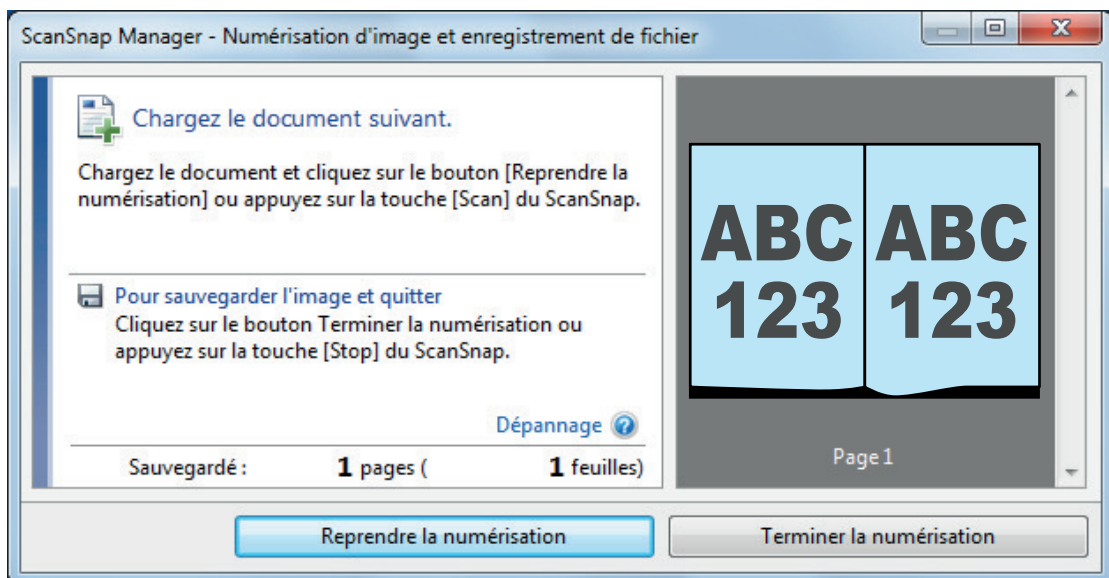 ScanSnap Manager - Numérisation d'image et enregistrement de fichier
Chargez le document suivant.
Chargez le document et cliquez sur le bouton [Reprendre la
numérisation] ou appuyez sur la touche [Scan] du ScanSnap.
Pour sauvegarder l'image et quitter
Cliquez sur le bouton Terminer la numérisation ou
appuyez sur la touche [Stop] du ScanSnap.
Dépannage
Sauvegardé : 1 pages ( 1 feuilles)
ABC ABC
123 123
Page 1
Reprendre la numérisation
Terminer la numérisation